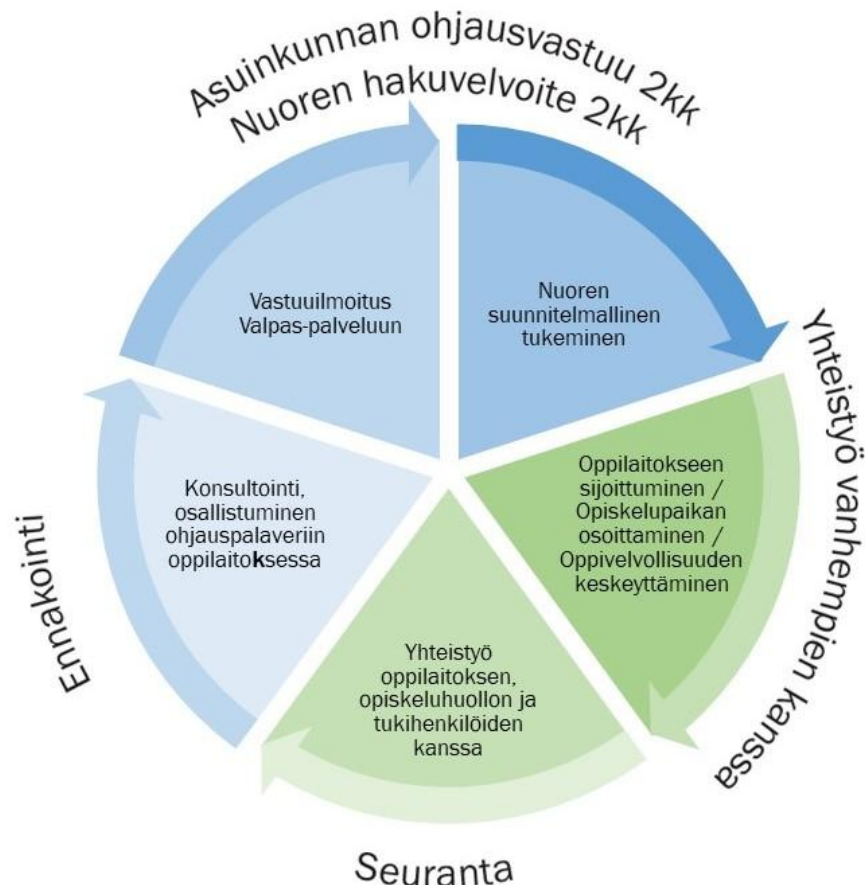 Asuinkunnan ohjausvastuu 2kk
Nuoren hakuvelvoite 2kk
Vastuuilmoitus
Valpas-palveluun
Nuoren
suunnitelmallinen
tukeminen
Yhteistyö vanhempien kanssa
Oppilaitokseen
sijoittuminen /
Opiskelupaikan
osoittaminen /
Oppivelvollisuuden
keskeyttäminen
Konsultointi,
osallistuminen
ohjauspalaveriin
oppilaitoksessa
Ennakointi
Yhteistyö
oppilaitoksen,
opiskeluhuollon ja
tukihenkilöiden
kanssa
Seuranta